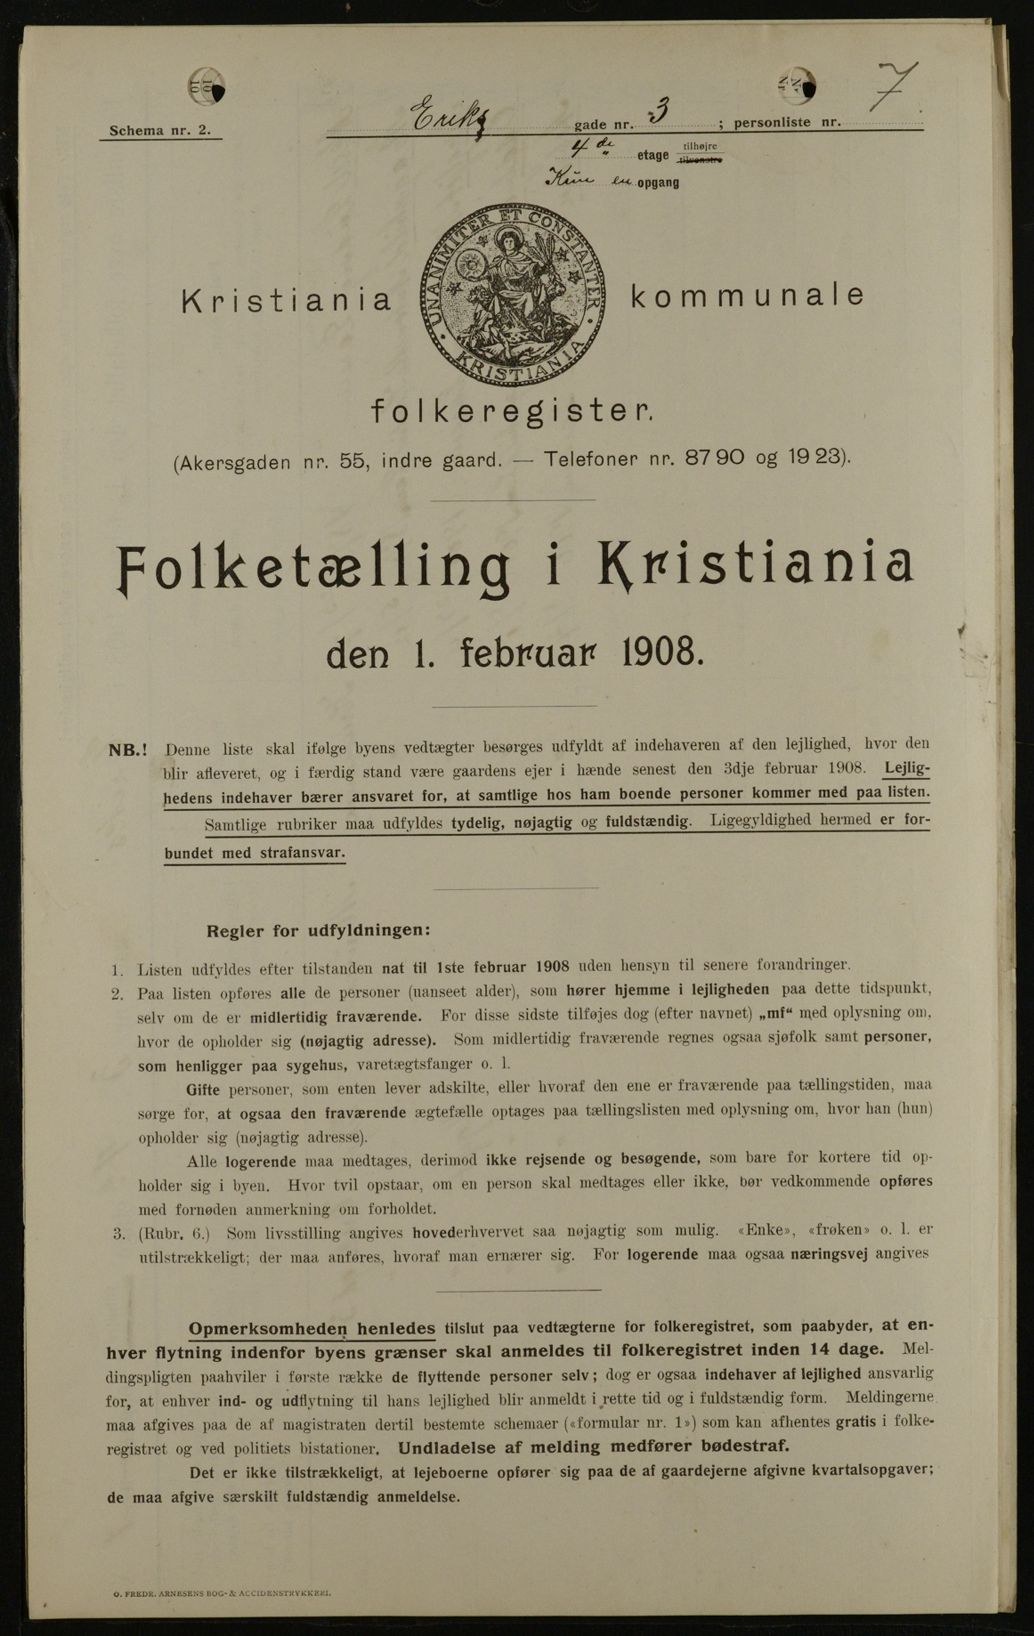 Schema nr. 2.
Eriks gade nr. 3 ; personliste nr. 7
4de etage tilhøjre
tilvenstre
Kun en opgang
UNANIMITER ET CONSTANTER
KRISTIANIA
Kristiania kommunale
folkeregister.
(Akersgaden nr. 55, indre gaard. — Telefoner nr. 87 90 og 19 23).
Folketælling i Kristiania
den 1. februar 1908.
NB.! Denne liste skal ifølge byens vedtægter besørges udfyldt af indehaveren af den lejlighed, hvor den
blir afleveret, og i færdig stand være gaardens ejer i hænde senest den 3dje februar 1908. Lejlig-
hedens indehaver bærer ansvaret for, at samtlige hos ham boende personer kommer med paa listen.
Samtlige rubriker maa udfyldes tydelig, nøjagtig og fuldstændig. Ligegyldighed hermed er for-
bundet med strafansvar.
Regler for udfyldningen:
1. Listen udfyldes efter tilstanden nat til 1ste februar 1908 uden hensyn til senere forandringer.
2. Paa listen opføres alle de personer (uanseet alder), som hører hjemme i lejligheden paa dette tidspunkt,
selv om de er midlertidig fraværende. For disse sidste tilføjes dog (efter navnet) „mf“ med oplysning om,
hvor de opholder sig (nøjagtig adresse). Som midlertidig fraværende regnes ogsaa sjøfolk samt personer,
som henligger paa sygehus, varetægtsfanger o. l.
Gifte personer, som enten lever adskilte, eller hvoraf den ene er fraværende paa tællingstiden, maa
sørge for, at ogsaa den fraværende ægtefælle optages paa tællingslisten med oplysning om, hvor han (hun)
opholder sig (nøjagtig adresse).
Alle logerende maa medtages, derimod ikke rejsende og besøgende, som bare for kortere tid op-
holder sig i byen. Hvor tvil opstaar, om en person skal medtages eller ikke, bør vedkommende opføres
med fornøden anmerkning om forholdet.
3. (Rubr. 6.) Som livsstilling angives hovederhvervet saa nøjagtig som mulig. «Enke», «frøken» o. l. er
utilstrækkeligt; der maa anføres, hvoraf man ernærer sig. For logerende maa ogsaa næringsvej angives
Opmerksomheden henledes tilslut paa vedtægterne for folkeregistret, som paabyder, at en-
hver flytning indenfor byens grænser skal anmeldes til folkeregistret inden 14 dage. Mel-
dingspligten paahviler i første række de flyttende personer selv; dog er ogsaa indehaver af lejlighed ansvarlig
for, at enhver ind- og udflytning til hans lejlighed blir anmeldt i rette tid og i fuldstændig form. Meldingerne
maa afgives paa de af magistraten dertil bestemte schemaer («formular nr. 1») som kan afhentes gratis i folke-
registret og ved politiets bistationer. Undladelse af melding medfører bødestraf.
Det er ikke tilstrækkeligt, at lejeboerne opfører sig paa de af gaardejerne afgivne kvartalsopgaver;
de maa afgive særskilt fuldstændig anmeldelse.
O. FREDR. ARNESENS BOG- & ACCIDENSTRYKKERI.